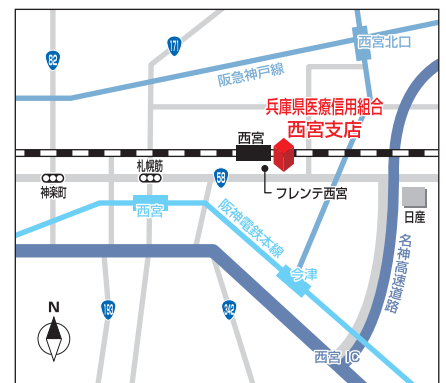 171
西宮北口
82
阪急神戸線
兵庫県医療信用組合
西宮支店
西宮
札幌筋
神楽町
58
フレンテ西宮
日産
西宮
阪神電鉄本線
名神高速道路
今津
N
193
342
西宮IC